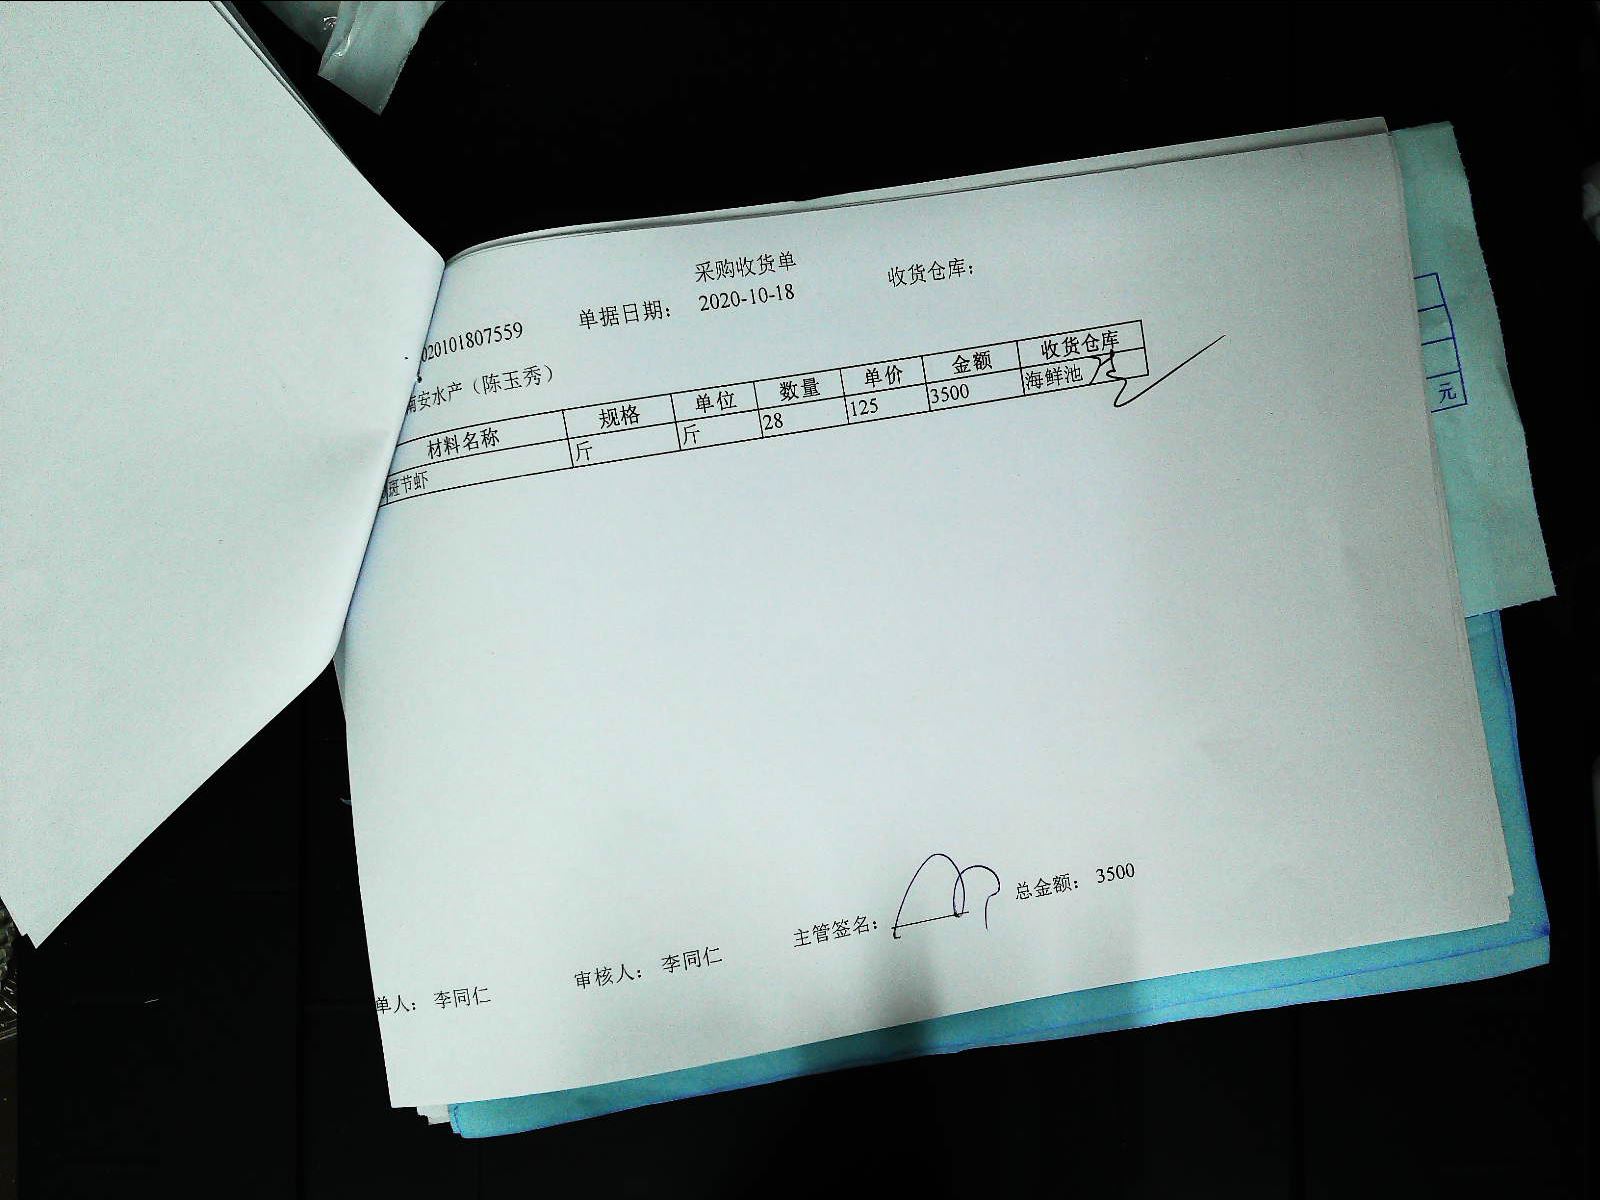 采购收货单
020101807559 单据日期： 2020-10-18 收货仓库：
南安水产（陈玉秀）
材料名称 规格 单位 数量 单价 金额 收货仓库
斑节虾 斤 斤 28 125 3500 海鲜池
元
主管签名： 总金额： 3500
单人： 李同仁 审核人： 李同仁